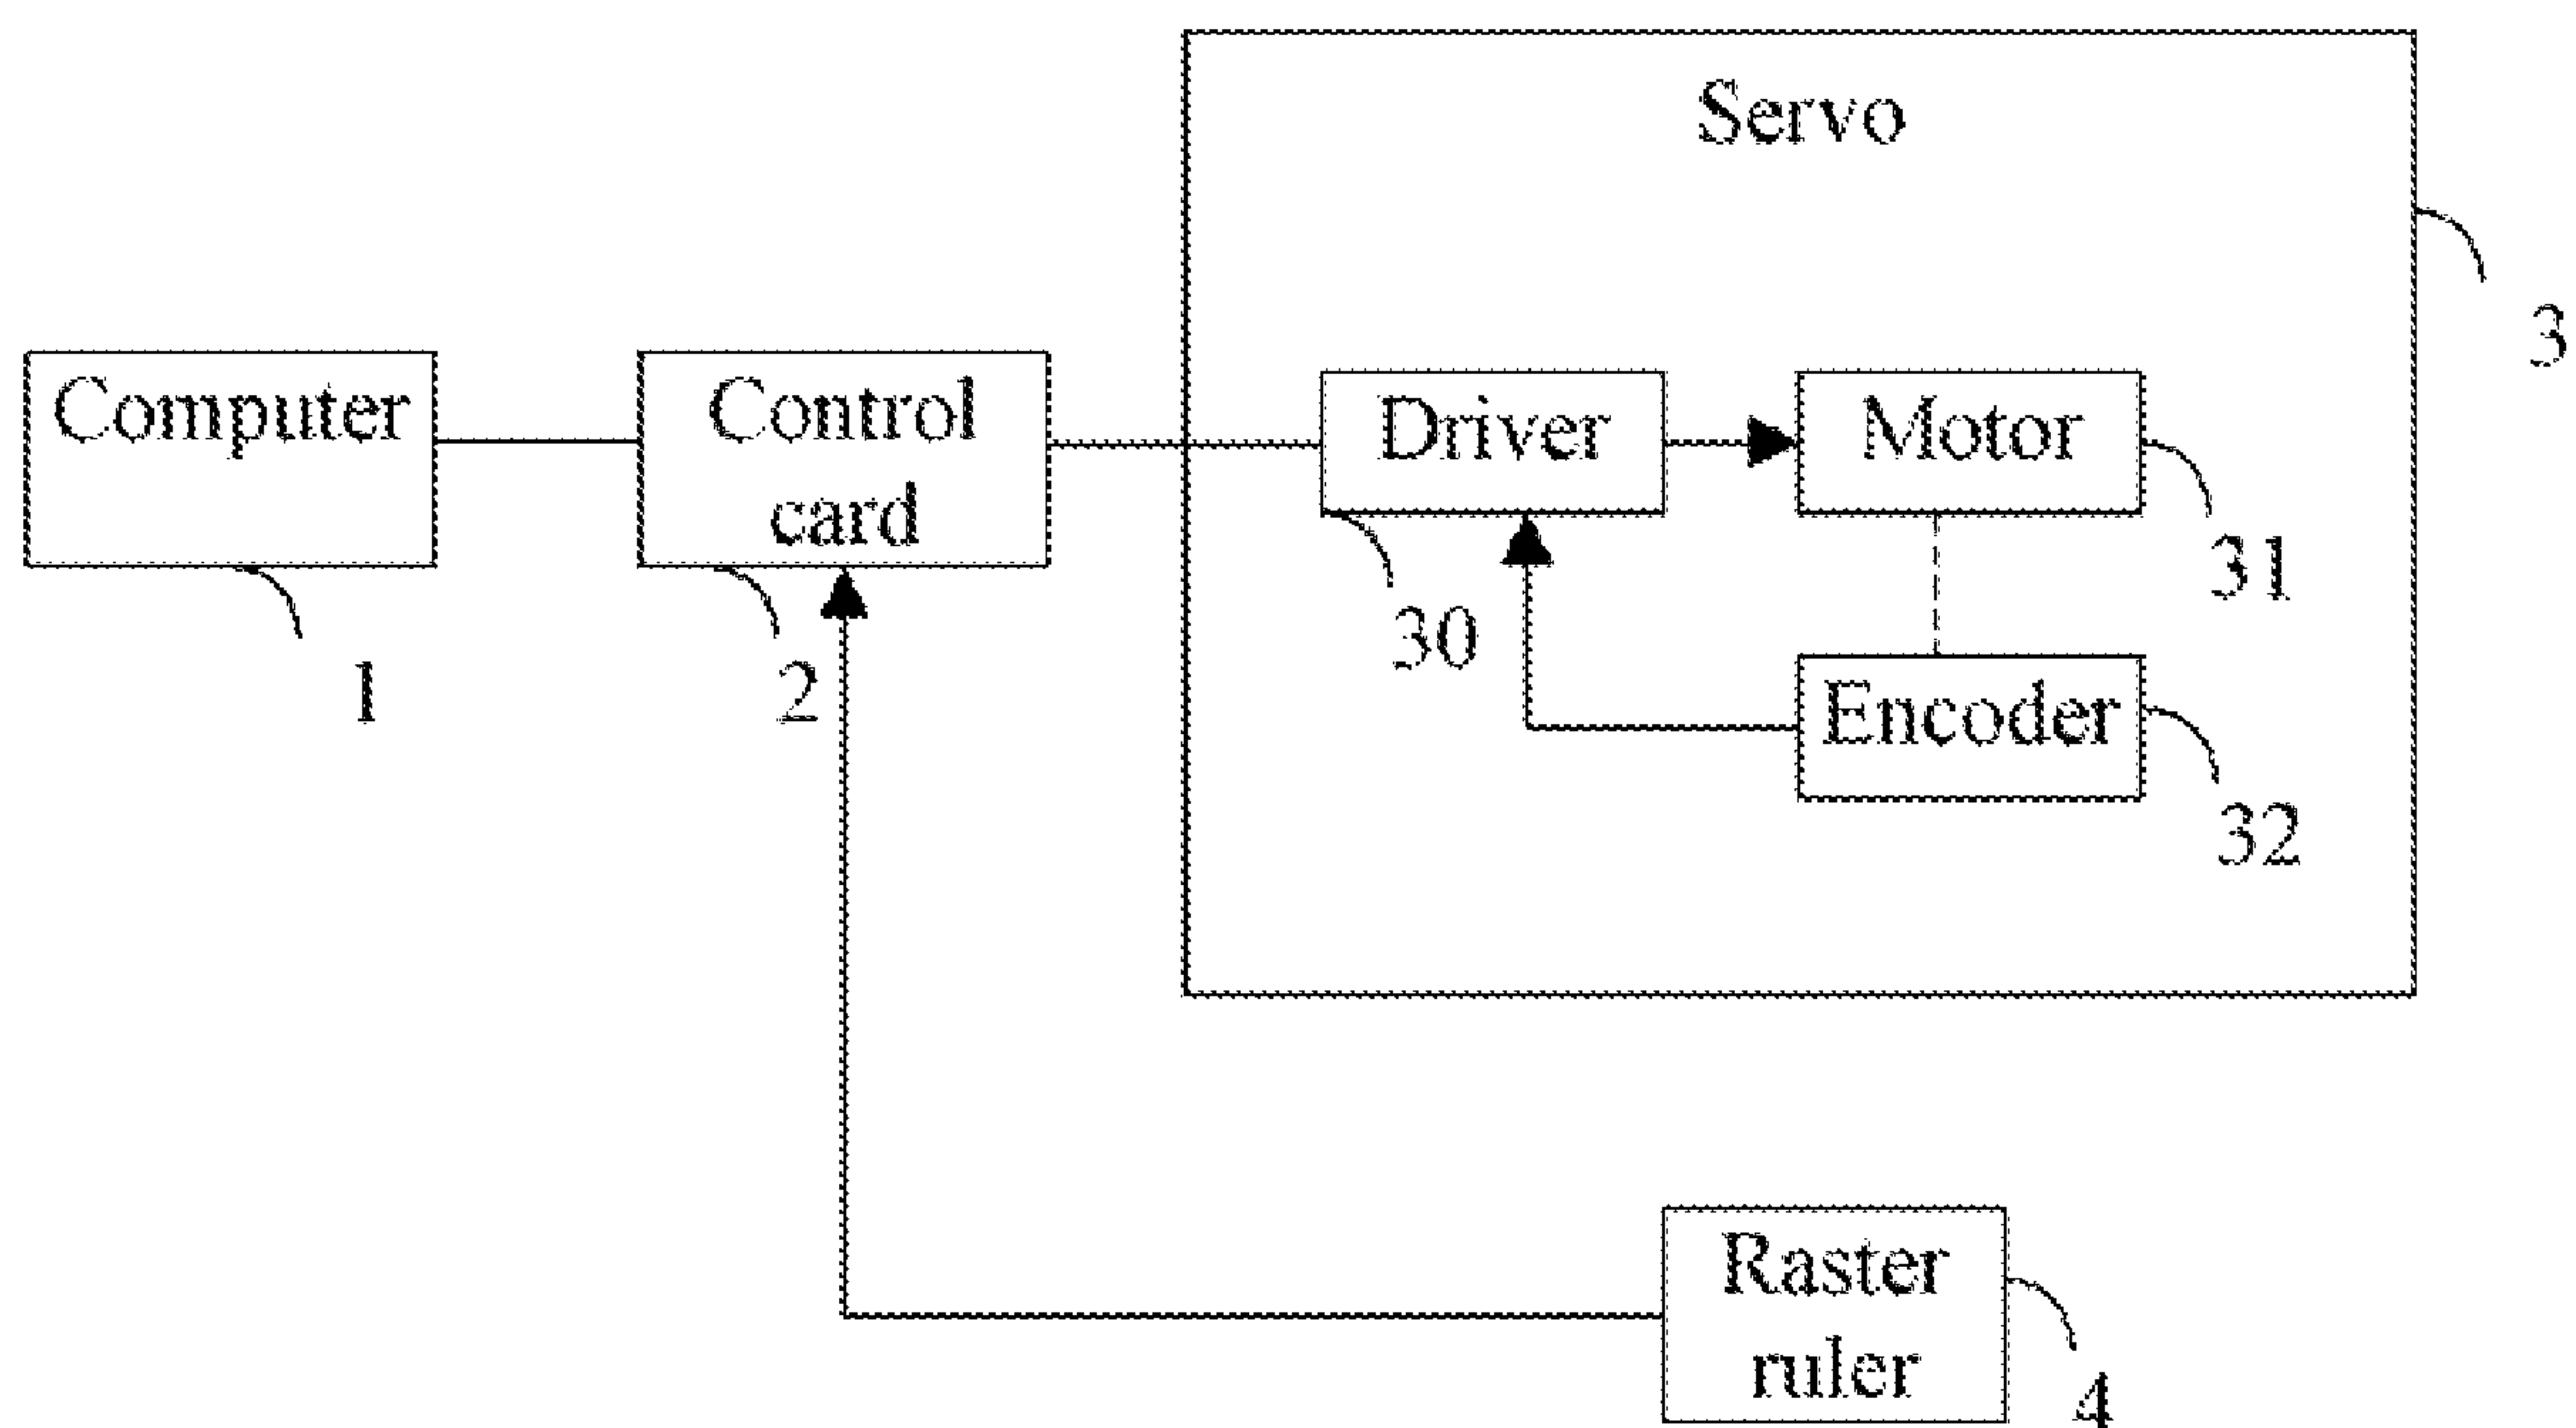 Servo
3
Computer
Control
card
Driver
Motor
31
30
1
2
Encoder
32
Raster
ruler
4